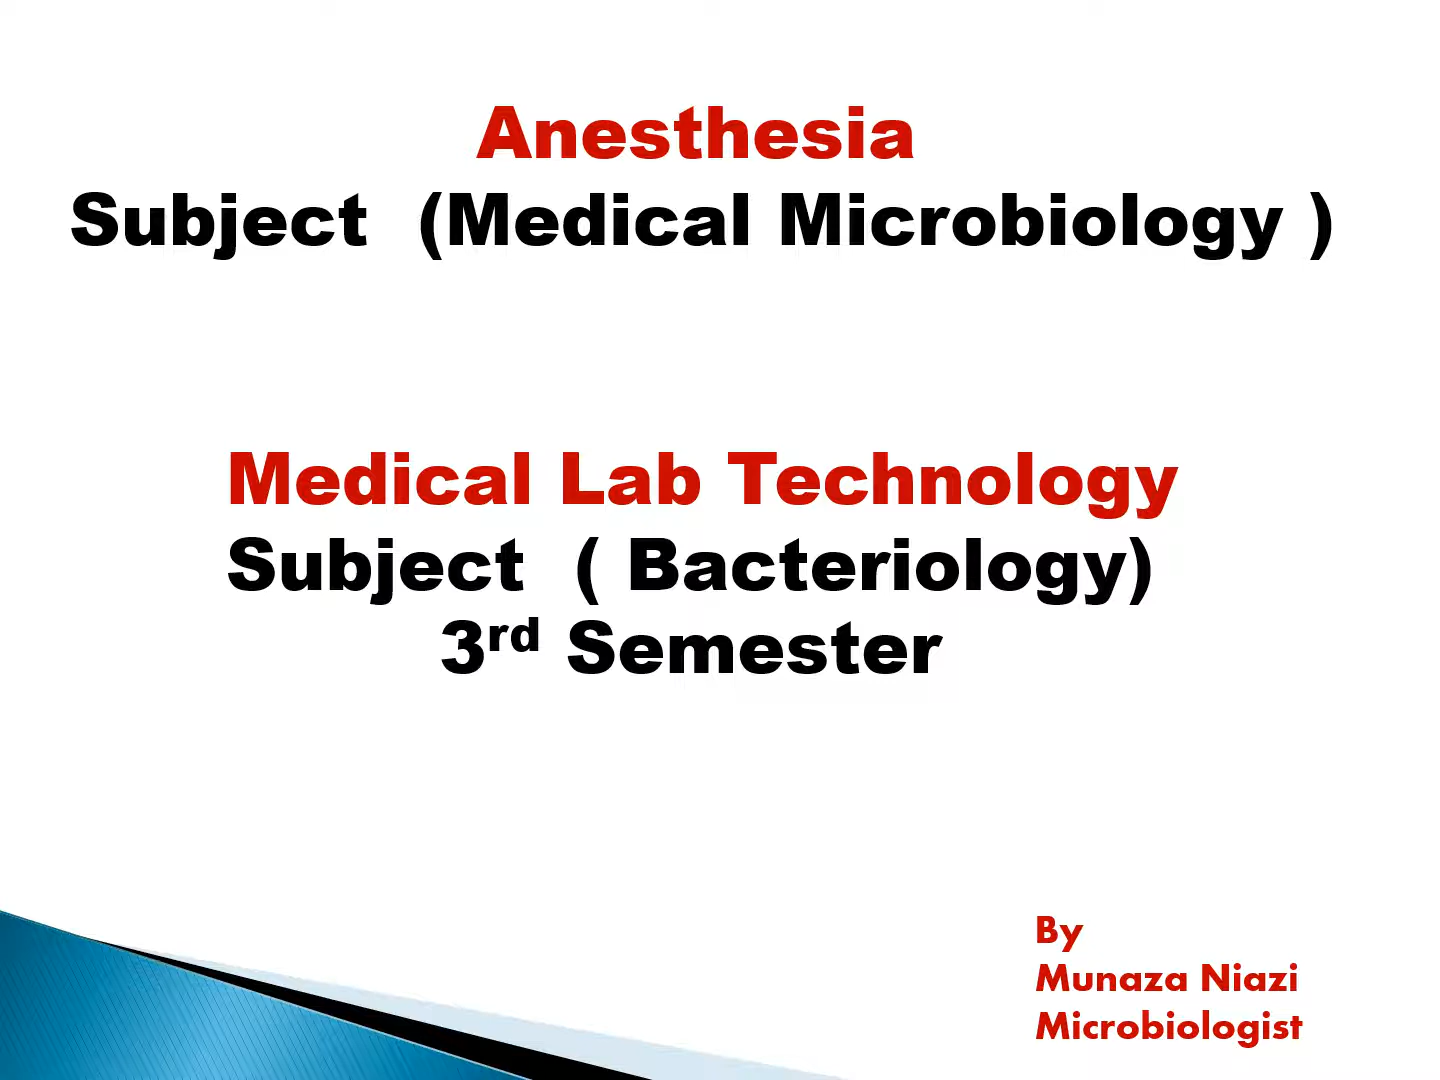 Anesthesia
Subject (Medical Microbiology )
Medical Lab Technology
Subject ( Bacteriology)
3rd Semester
By
Munaza Niazi
Microbiologist